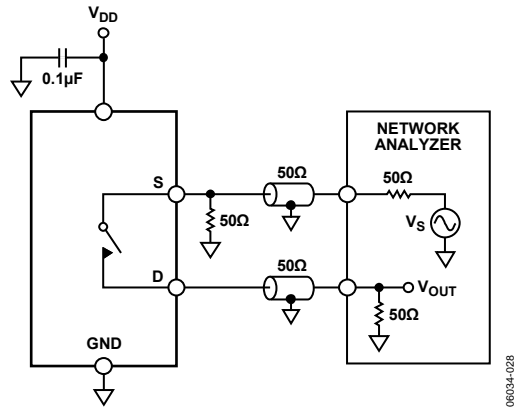 VDD
0.1µF
NETWORK
ANALYZER
S
50Ω
50Ω
50Ω
VS
D
50Ω
VOUT
50Ω
GND
06034-028